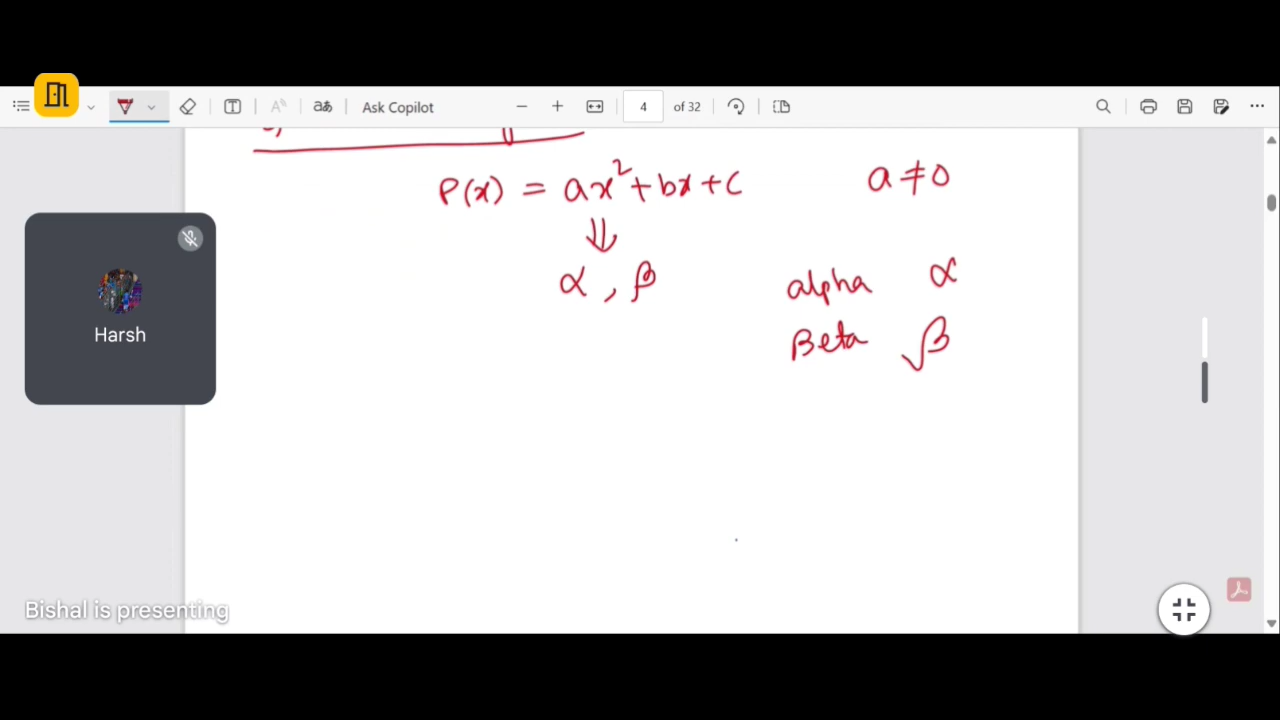 Ask Copilot
4 of 32
P(x) = ax²+bx+c a≠0
⇓
α , β
alpha α
Beta β
Harsh
Bishal is presenting